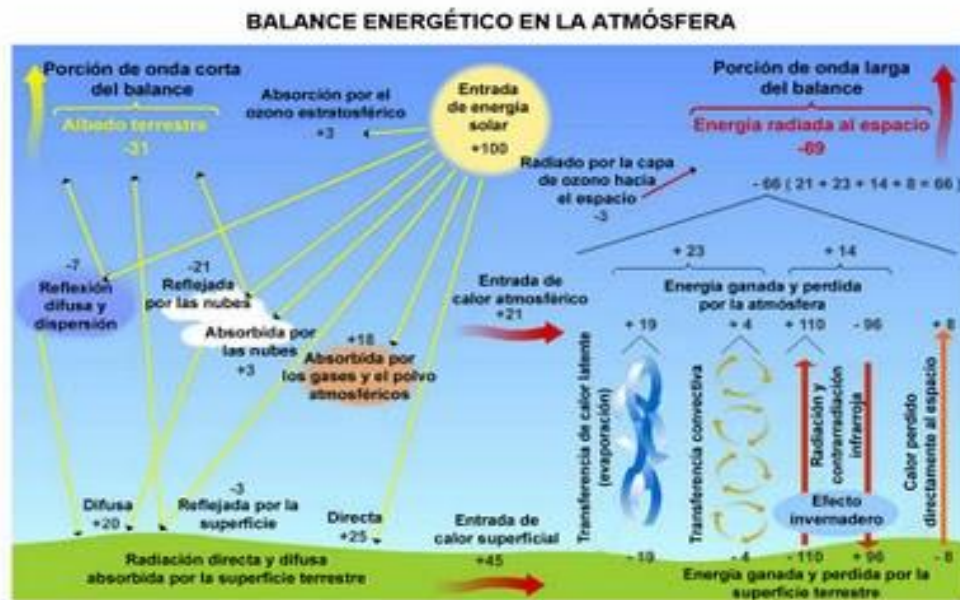 BALANCE ENERGÉTICO EN LA ATMÓSFERA
Porción de onda corta
del balance
Albedo terrestre
-31
Absorción por el
ozono estratosférico
+3
Entrada
de energía
solar
+100
Porción de onda larga
del balance
Energía radiada al espacio
-69
Radiado por la capa
de ozono hacia
el espacio
-3
- 66 ( 21 + 23 + 14 + 8 = 66 )
-7
Reflexión
difusa y
dispersión
-21
Reflejada
por las nubes
Absorbida por
las nubes
+3
+18
Absorbida por
los gases y el polvo
atmosféricos
Entrada de
calor atmosférico
+21
+ 23
+ 14
Energía ganada y perdida
por la atmósfera
+ 19
+ 4
+ 110
- 96
+ 8
Transferencia de calor latente
(evaporación)
Transferencia convectiva
Radiación y
contrarradiación
infrarroja
Calor perdido
directamente al espacio
Efecto
invernadero
Difusa
+20
-3
Reflejada por la
superficie
Directa
+25
Entrada de
calor superficial
+45
Radiación directa y difusa
absorbida por la superficie terrestre
-19
-4
-110
+ 96
- 8
Energía ganada y perdida por la
superficie terrestre